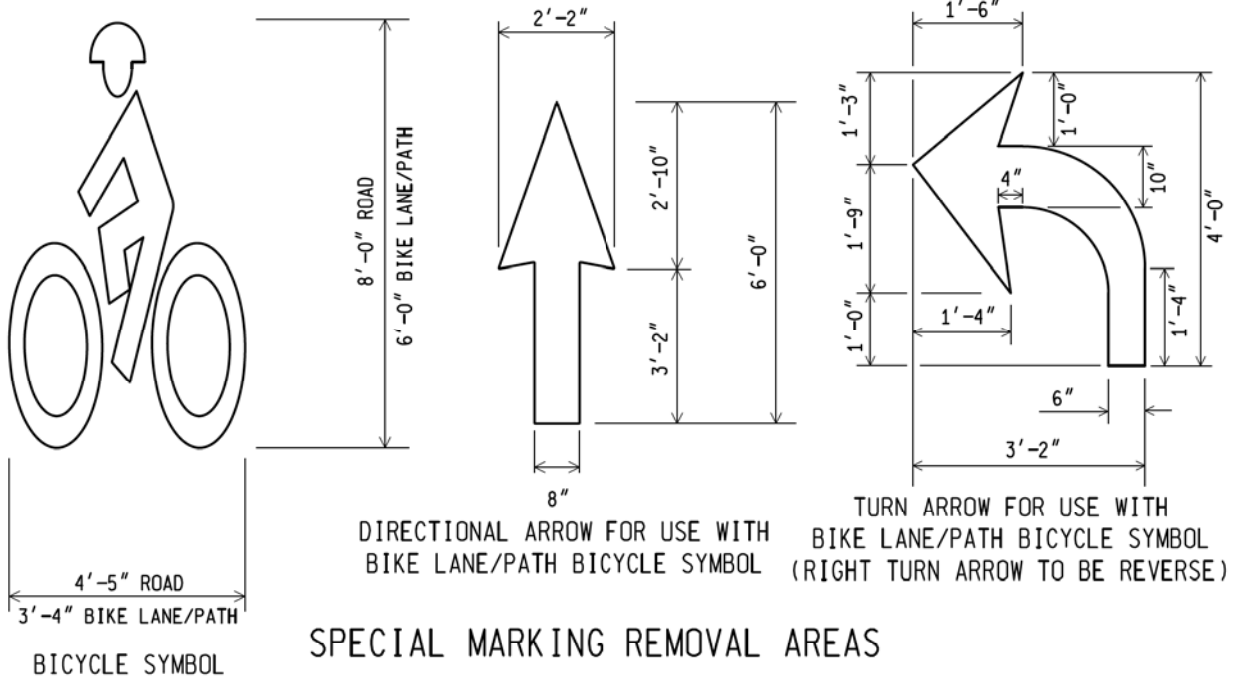 8'-0" ROAD
6'-0" BIKE LANE/PATH
4'-5" ROAD
3'-4" BIKE LANE/PATH
BICYCLE SYMBOL
2'-2"
2'-10"
3'-2"
6'-0"
8"
DIRECTIONAL ARROW FOR USE WITH
BIKE LANE/PATH BICYCLE SYMBOL
1'-6"
1'-3"
1'-0"
4"
10"
1'-9"
4'-0"
1'-4"
1'-0"
1'-4"
6"
3'-2"
TURN ARROW FOR USE WITH
BIKE LANE/PATH BICYCLE SYMBOL
(RIGHT TURN ARROW TO BE REVERSE)
SPECIAL MARKING REMOVAL AREAS